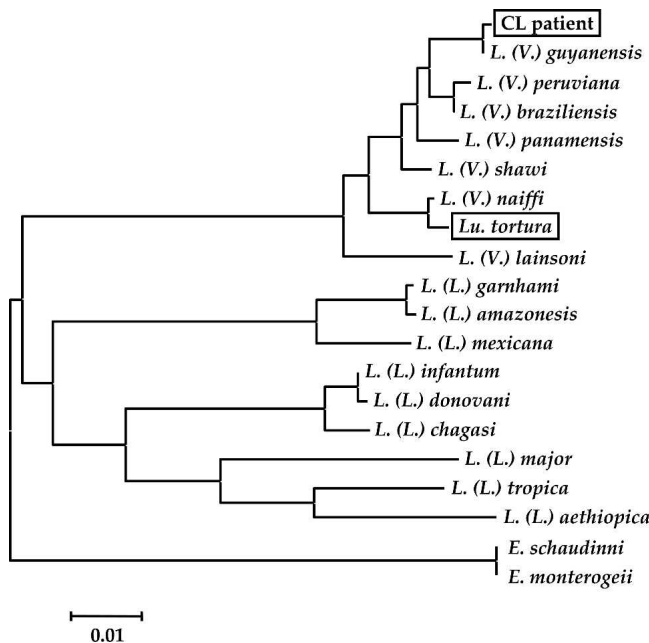 CL patient
L. (V.) guyanensis
L. (V.) peruviana
L. (V.) braziliensis
L. (V.) panamensis
L. (V.) shawi
L. (V.) naiffi
Lu. tortura
L. (V.) lainsoni
L. (L.) garnhami
L. (L.) amazonesis
L. (L.) mexicana
L. (L.) infantum
L. (L.) donovani
L. (L.) chagasi
L. (L.) major
L. (L.) tropica
L. (L.) aethiopica
E. schaudinni
E. monterogeii
0.01